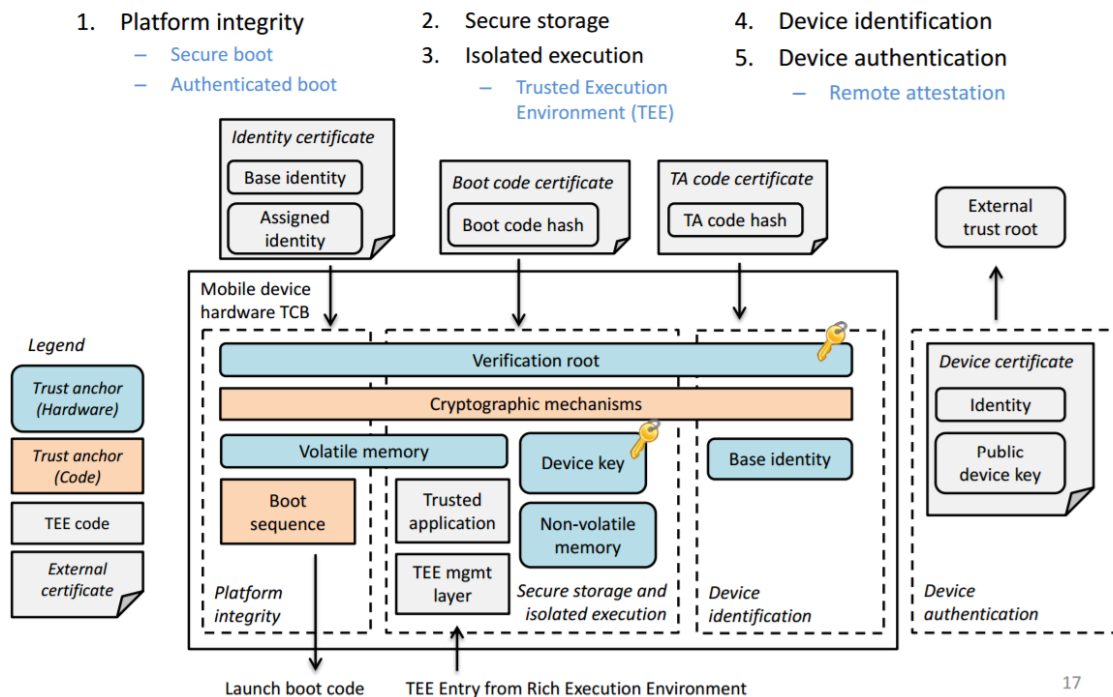 1. Platform integrity
– Secure boot
– Authenticated boot
2. Secure storage
3. Isolated execution
– Trusted Execution
Environment (TEE)
4. Device identification
5. Device authentication
– Remote attestation
Identity certificate
Base identity
Assigned
identity
Boot code certificate
Boot code hash
TA code certificate
TA code hash
External
trust root
Mobile device
hardware TCB
Legend
Trust anchor
(Hardware)
Trust anchor
(Code)
TEE code
External
certificate
Verification root
Cryptographic mechanisms
Volatile memory
Device key
Base identity
Boot
sequence
Trusted
application
Non-volatile
memory
TEE mgmt
layer
Platform
integrity
Secure storage and
isolated execution
Device
identification
Device certificate
Identity
Public
device key
Device
authentication
Launch boot code
TEE Entry from Rich Execution Environment
17